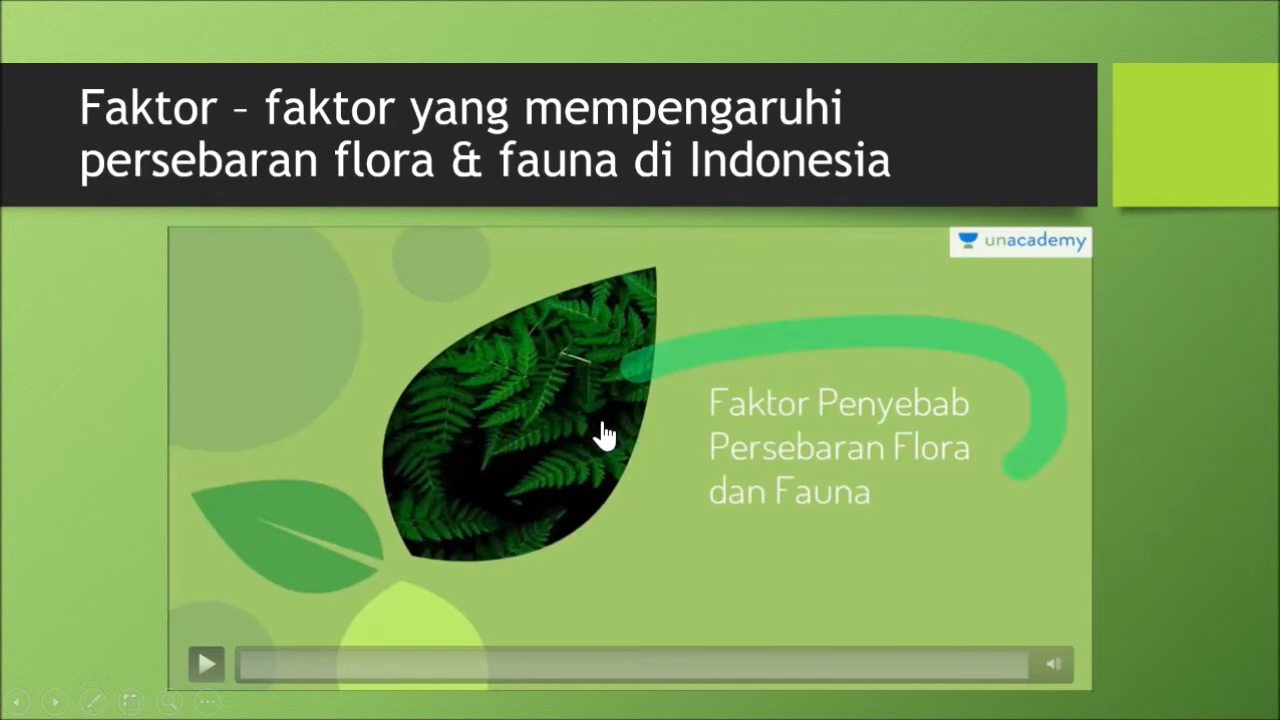 Faktor – faktor yang mempengaruhi
persebaran flora & fauna di Indonesia
unacademy
Faktor Penyebab
Persebaran Flora
dan Fauna